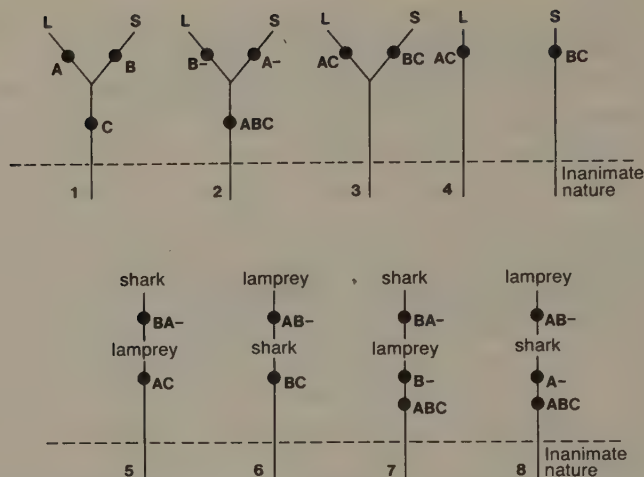 L S L S L S L S
A B B- A- AC BC AC BC
C ABC
Inanimate
1 2 3 4 nature
shark lamprey shark lamprey
BA- AB- BA- AB-
lamprey shark lamprey shark
AC BC B- A-
ABC ABC
Inanimate
5 6 7 8 nature